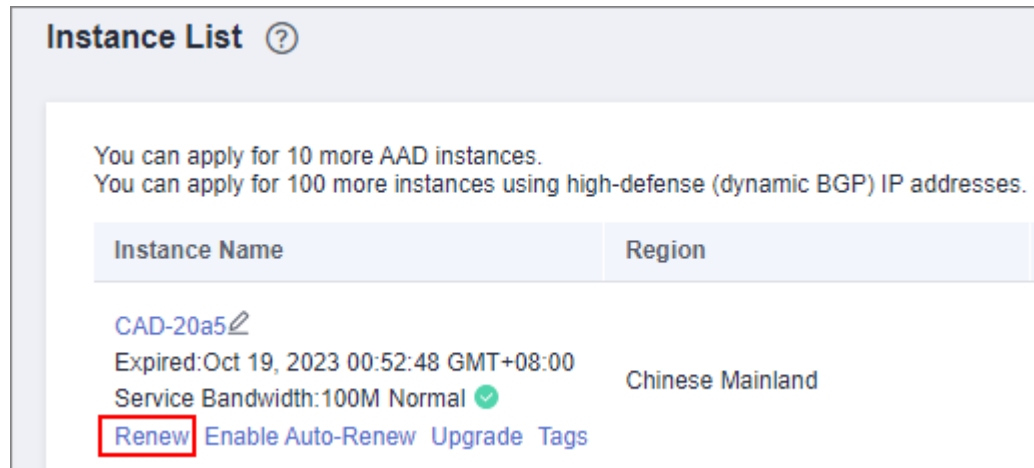 Instance List
You can apply for 10 more AAD instances.
You can apply for 100 more instances using high-defense (dynamic BGP) IP addresses.
Instance Name Region
CAD-20a5
Expired:Oct 19, 2023 00:52:48 GMT+08:00
Service Bandwidth:100M Normal
Chinese Mainland
Renew Enable Auto-Renew Upgrade Tags